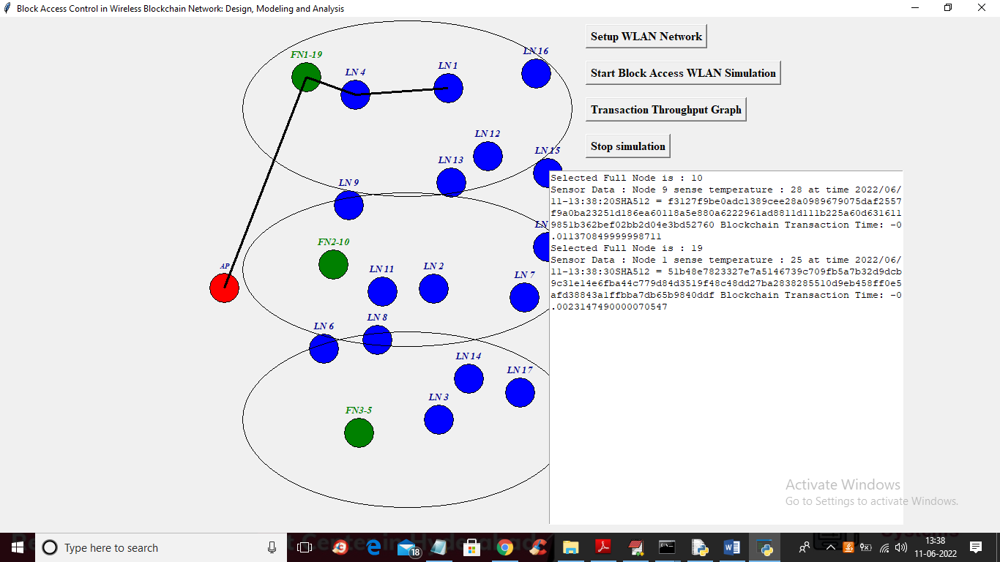 Block Access Control in Wireless Blockchain Network: Design, Modeling and Analysis
Setup WLAN Network
Start Block Access WLAN Simulation
Transaction Throughput Graph
Stop simulation
FN1-19
LN 4
LN 1
LN 16
LN 12
LN 13
LN 15
LN 9
LN
FN2-10
AP
LN 11
LN 2
LN 7
LN 6
LN 8
LN 14
LN 17
LN 3
FN3-5
Selected Full Node is : 10
Sensor Data : Node 9 sense temperature : 28 at time 2022/06/
11-13:38:20SHA512 = f3127f9be0adc1389cee28a0989679075daf2557
f9a0ba23251d186ea60118a5e880a6222961ad8811d111b225a60d631611
9851b362bef02bb2d04e3bd52760 Blockchain Transaction Time: -0
.011370849999998711
Selected Full Node is : 19
Sensor Data : Node 1 sense temperature : 25 at time 2022/06/
11-13:38:30SHA512 = 51b48e7823327e7a5146739c709fb5a7b32d9dcb
9c31e14e6fba44c779d84d3519f48c48dd27ba2838285510d9eb458ff0e5
afd38843a1ffbba7db65b9840ddf Blockchain Transaction Time: -0
.0023147490000070547
Activate Windows
Go to Settings to activate Windows.
Type here to search
18
13:38
11-06-2022